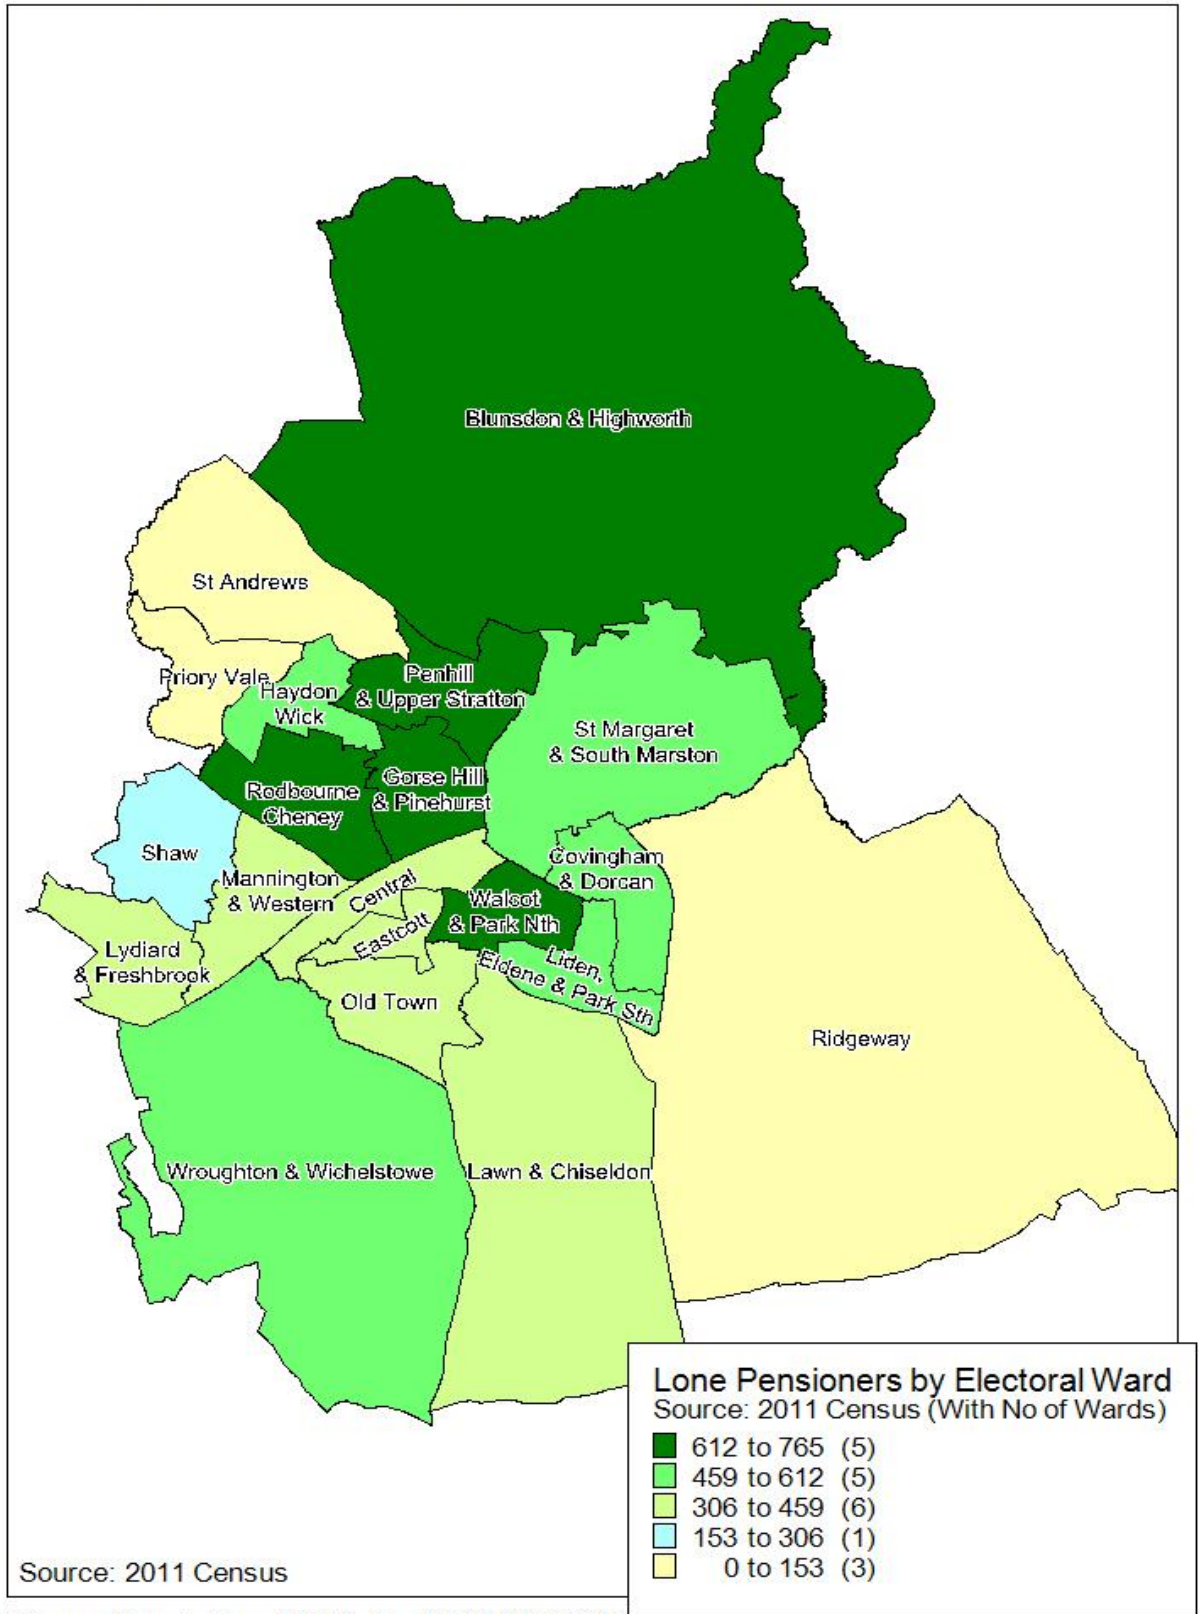 Blunsdon & Highworth
St Andrews
Priory Vale
Haydon
Wick
Penhill
& Upper Stratton
St Margaret
& South Marston
Rodbourne
Cheney
Gorse Hill
& Pinehurst
Shaw
Mannington
& Western
Central
Covingham
& Dorcan
Walcot
& Park Nth
Eastcott
Lydiard
& Freshbrook
Liden,
Eldene & Park Sth
Old Town
Ridgeway
Wroughton & Wichelstowe
Lawn & Chiseldon
Lone Pensioners by Electoral Ward
Source: 2011 Census (With No of Wards)
612 to 765 (5)
459 to 612 (5)
306 to 459 (6)
153 to 306 (1)
0 to 153 (3)
Source: 2011 Census